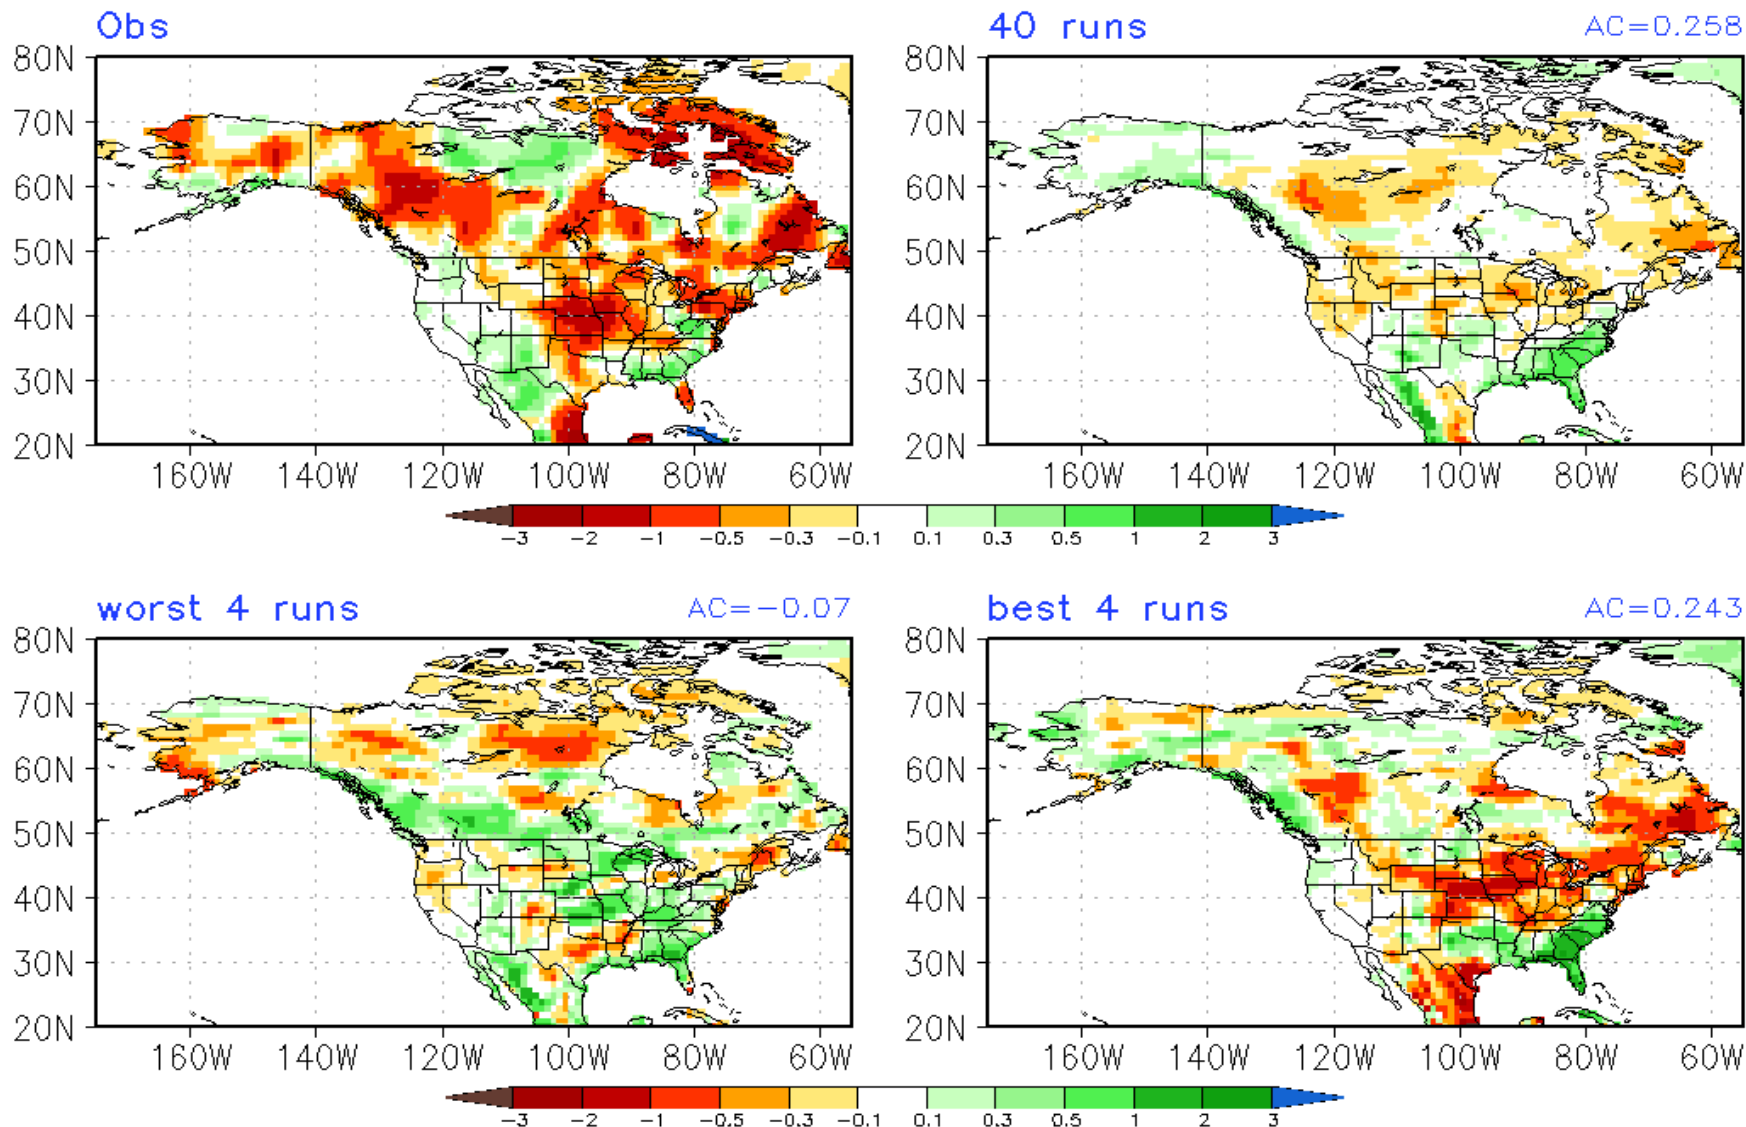 Obs
40 runs AC=0.258
80N 80N
70N 70N
60N 60N
50N 50N
40N 40N
30N 30N
20N 20N
160W 140W 120W 100W 80W 60W 160W 140W 120W 100W 80W 60W
-3 -2 -1 -0.5 -0.3 -0.1 0.1 0.3 0.5 1 2 3
worst 4 runs AC=-0.07
best 4 runs AC=0.243
80N 80N
70N 70N
60N 60N
50N 50N
40N 40N
30N 30N
20N 20N
160W 140W 120W 100W 80W 60W 160W 140W 120W 100W 80W 60W
-3 -2 -1 -0.5 -0.3 -0.1 0.1 0.3 0.5 1 2 3